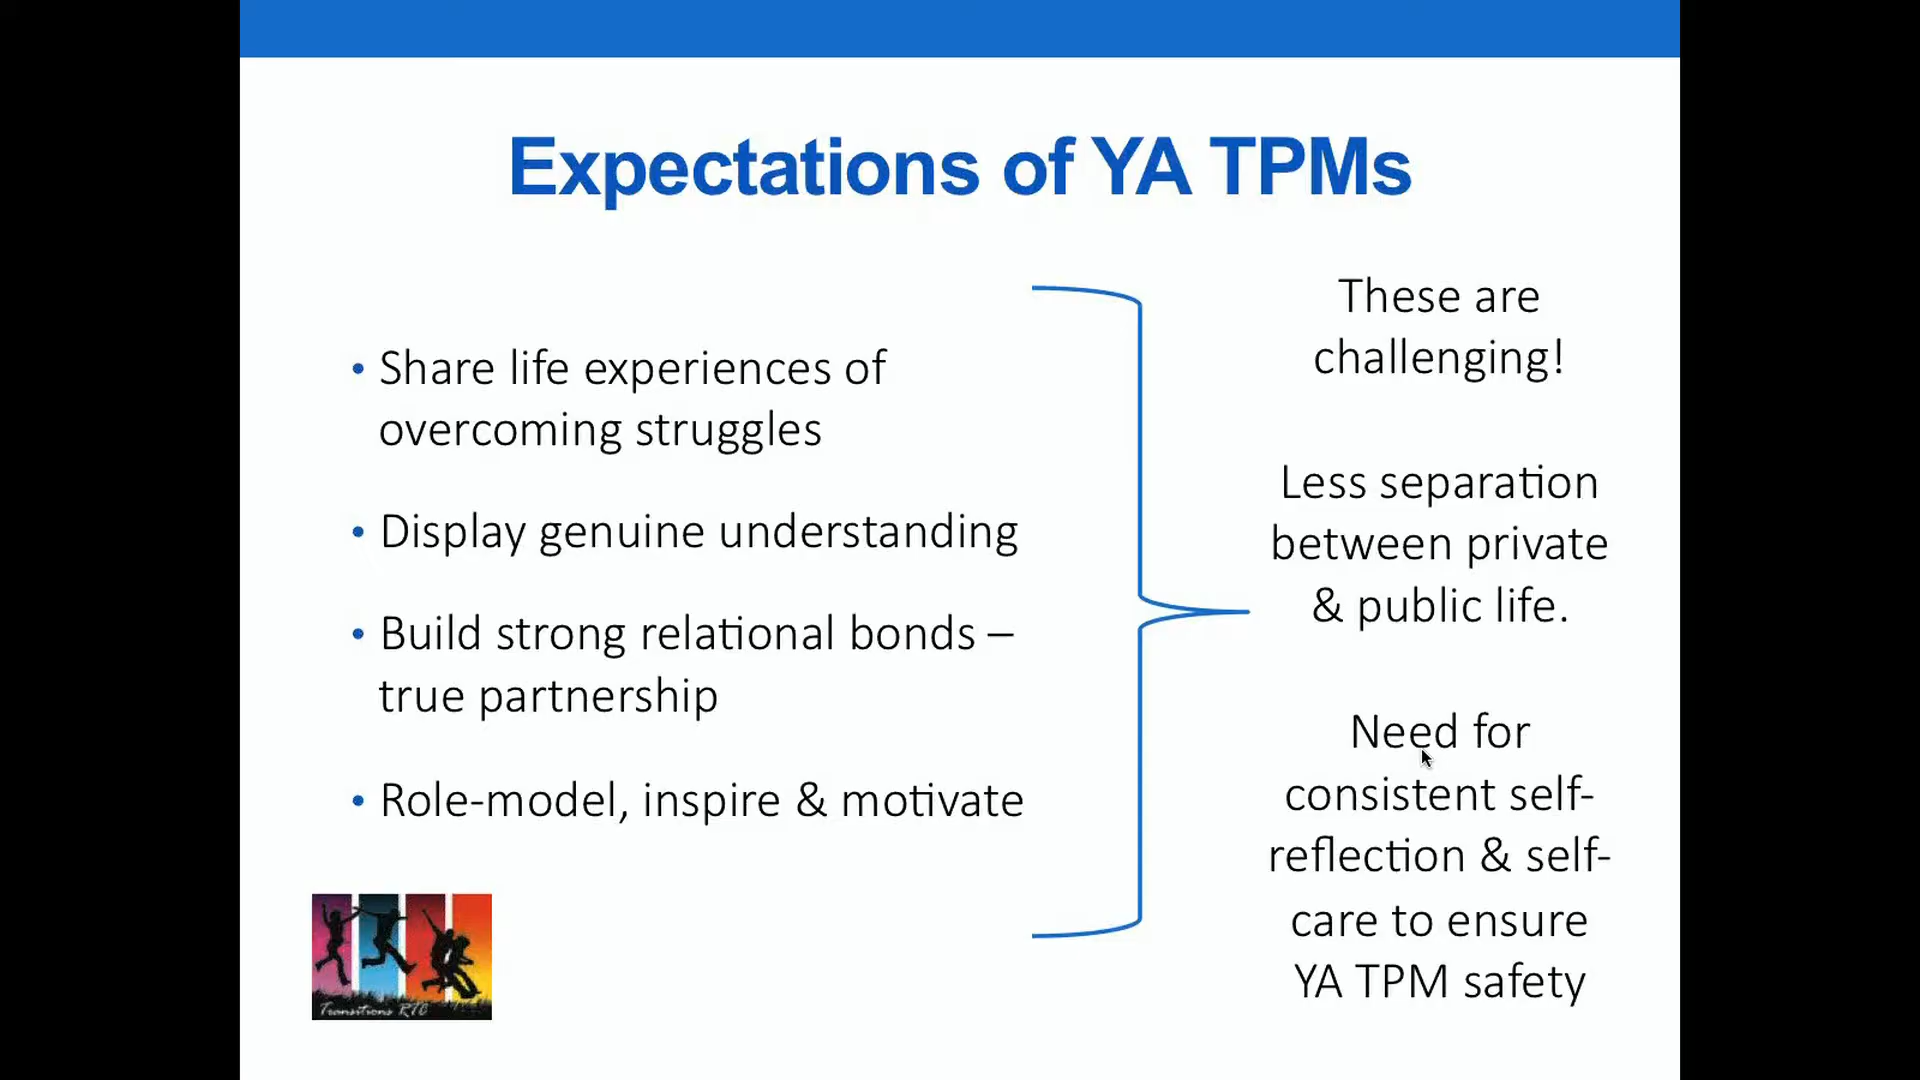 Expectations of YA TPMs
• Share life experiences of
overcoming struggles
• Display genuine understanding
• Build strong relational bonds –
true partnership
• Role-model, inspire & motivate
These are
challenging!
Less separation
between private
& public life.
Need for
consistent self-
reflection & self-
care to ensure
YA TPM safety
Transitions RTC